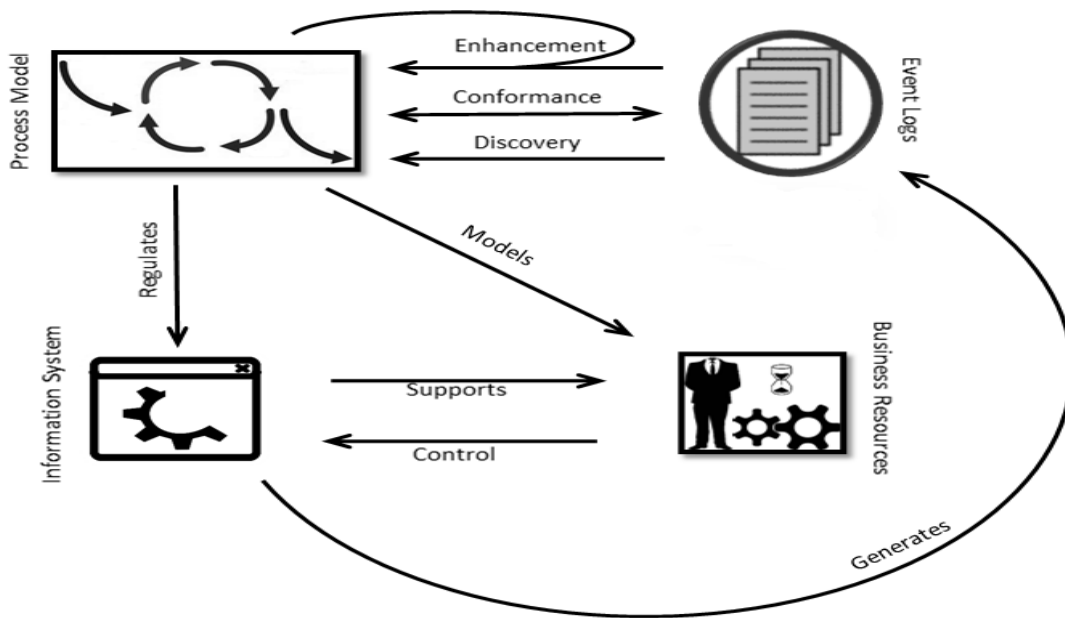 Process Model
Enhancement
Conformance
Discovery
Event Logs
Regulates
Models
Information System
Supports
Control
Business Resources
Generates